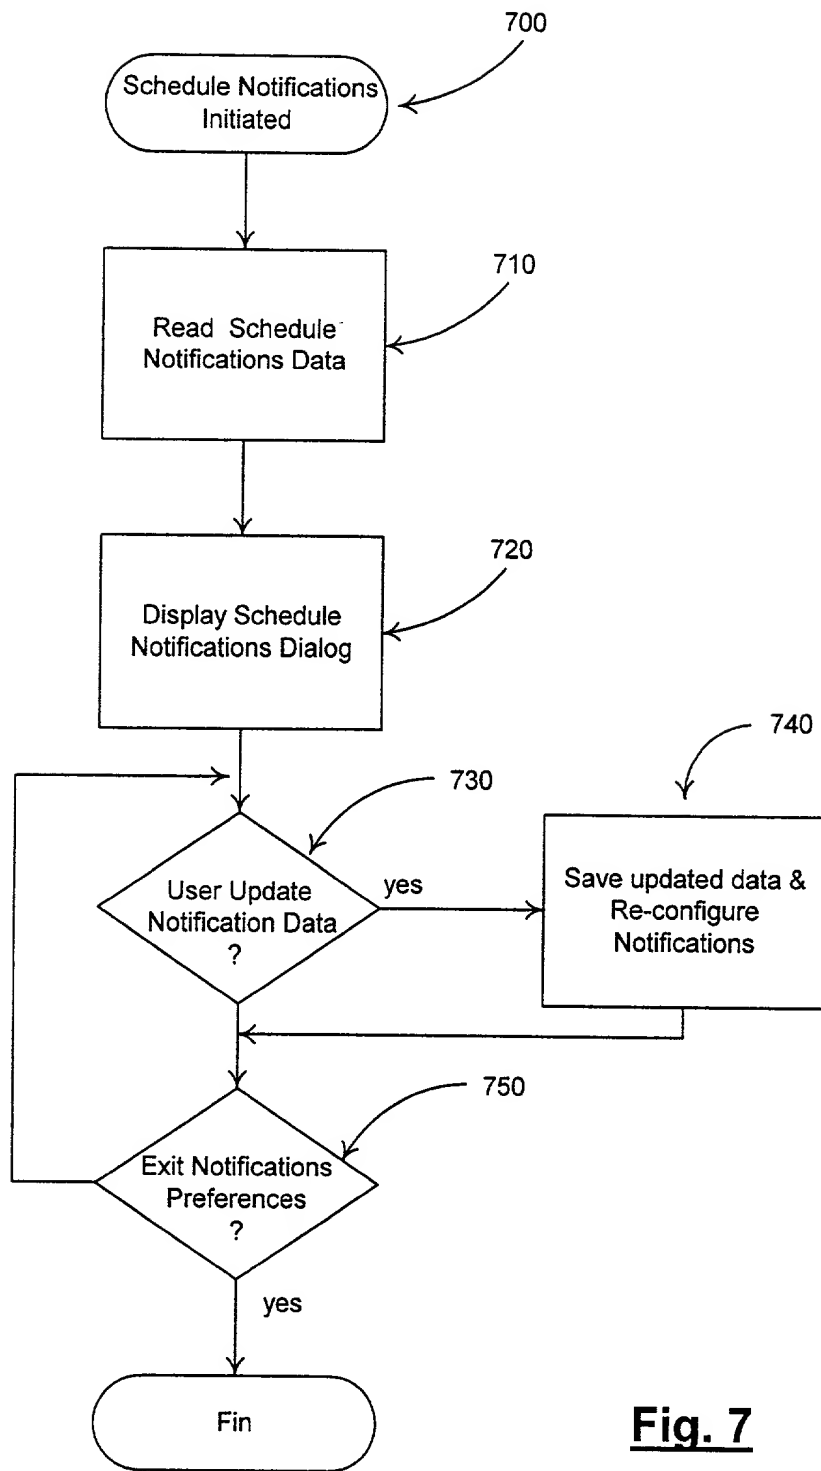 700
Schedule Notifications
Initiated
710
Read Schedule
Notifications Data
720
Display Schedule
Notifications Dialog
730
740
User Update
Notification Data
?
yes
Save updated data &
Re-configure
Notifications
750
Exit Notifications
Preferences
?
yes
Fin
Fig. 7